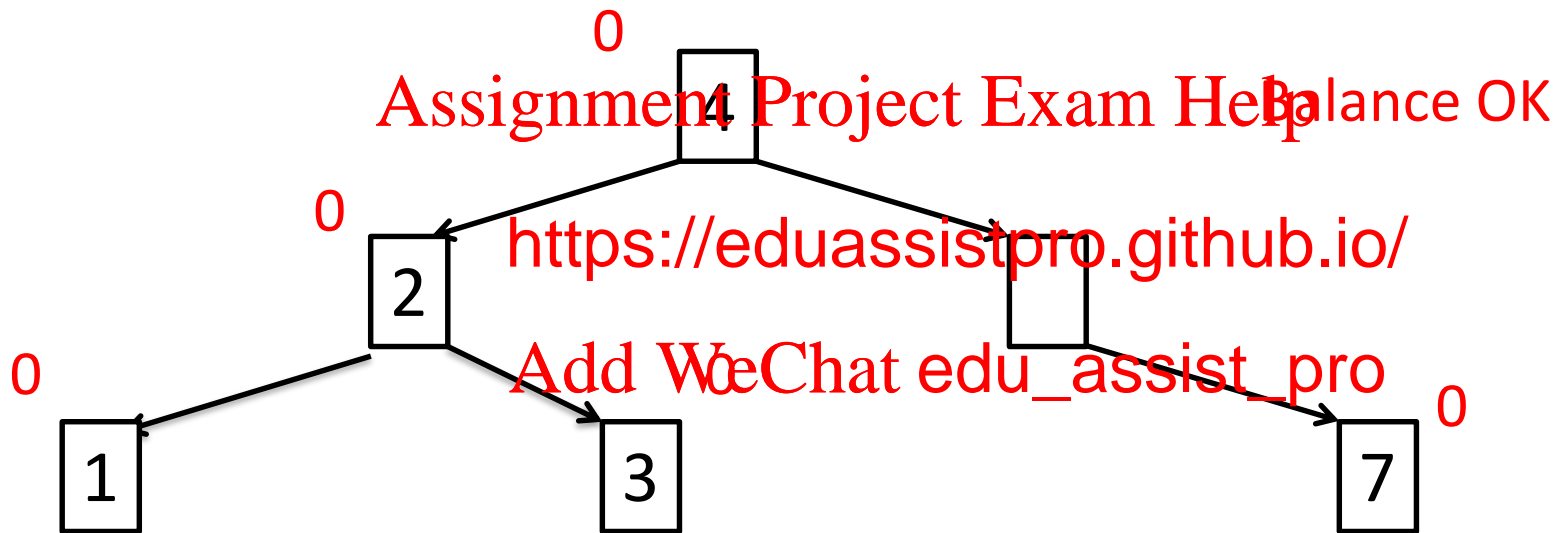 0
4
Assignment Project Exam Help
Balance OK
0
https://eduassistpro.github.io/
2
0
Add WeChat edu_assist_pro
0
0
1
3
7